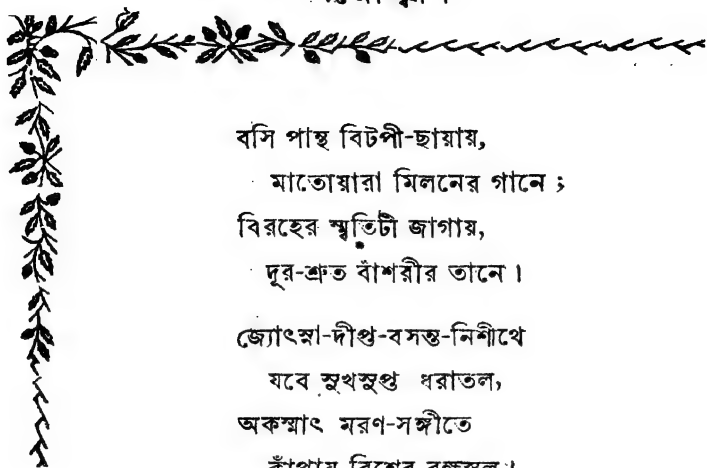 বসি পান্থ বিটপী-ছায়ায়,
মাতোয়ারা মিলনের গানে ;
বিরহের স্মৃতিটী জাগায়,
দূর-শ্রুত বাঁশরীর তানে ।
জ্যোৎস্না-দীপ্ত-বসন্ত-নিশীথে
যবে সুখসুপ্ত ধরাতল,
অকস্মাৎ মরণ-সঙ্গীতে
কাঁপায় বিশ্বের বক্ষস্থল ;